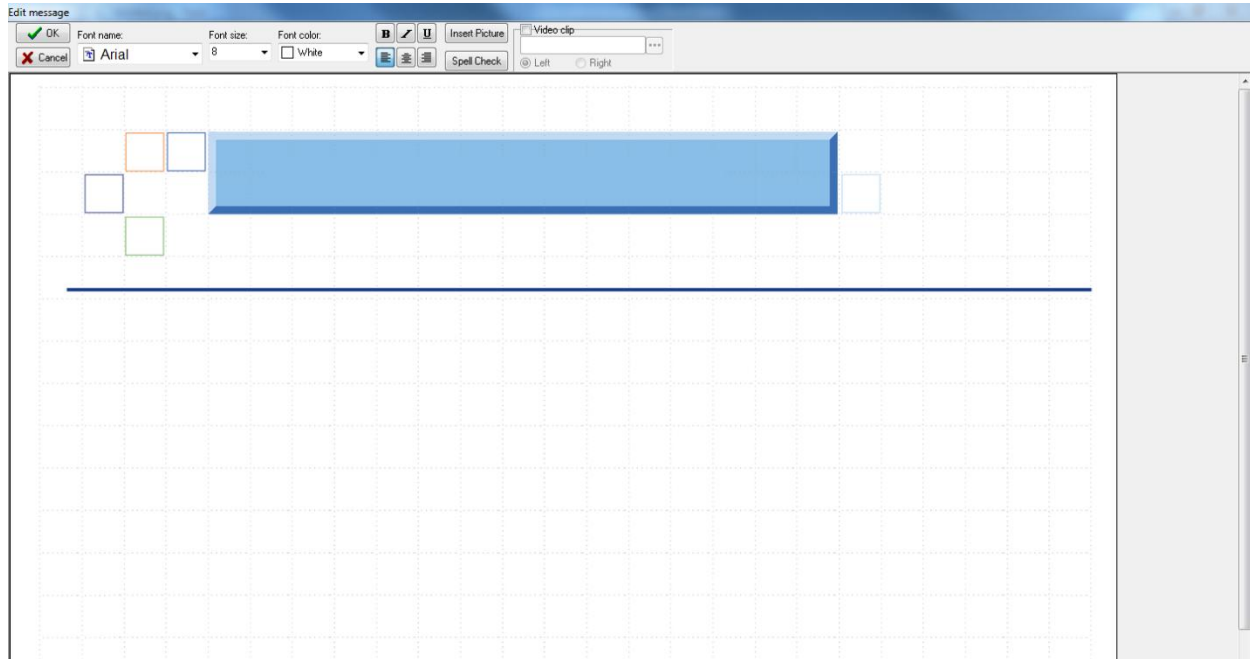 Edit message
OK Font name: Font size: Font color: B I U Insert Picture Video clip
Cancel Arial 8 White Spell Check Left Right